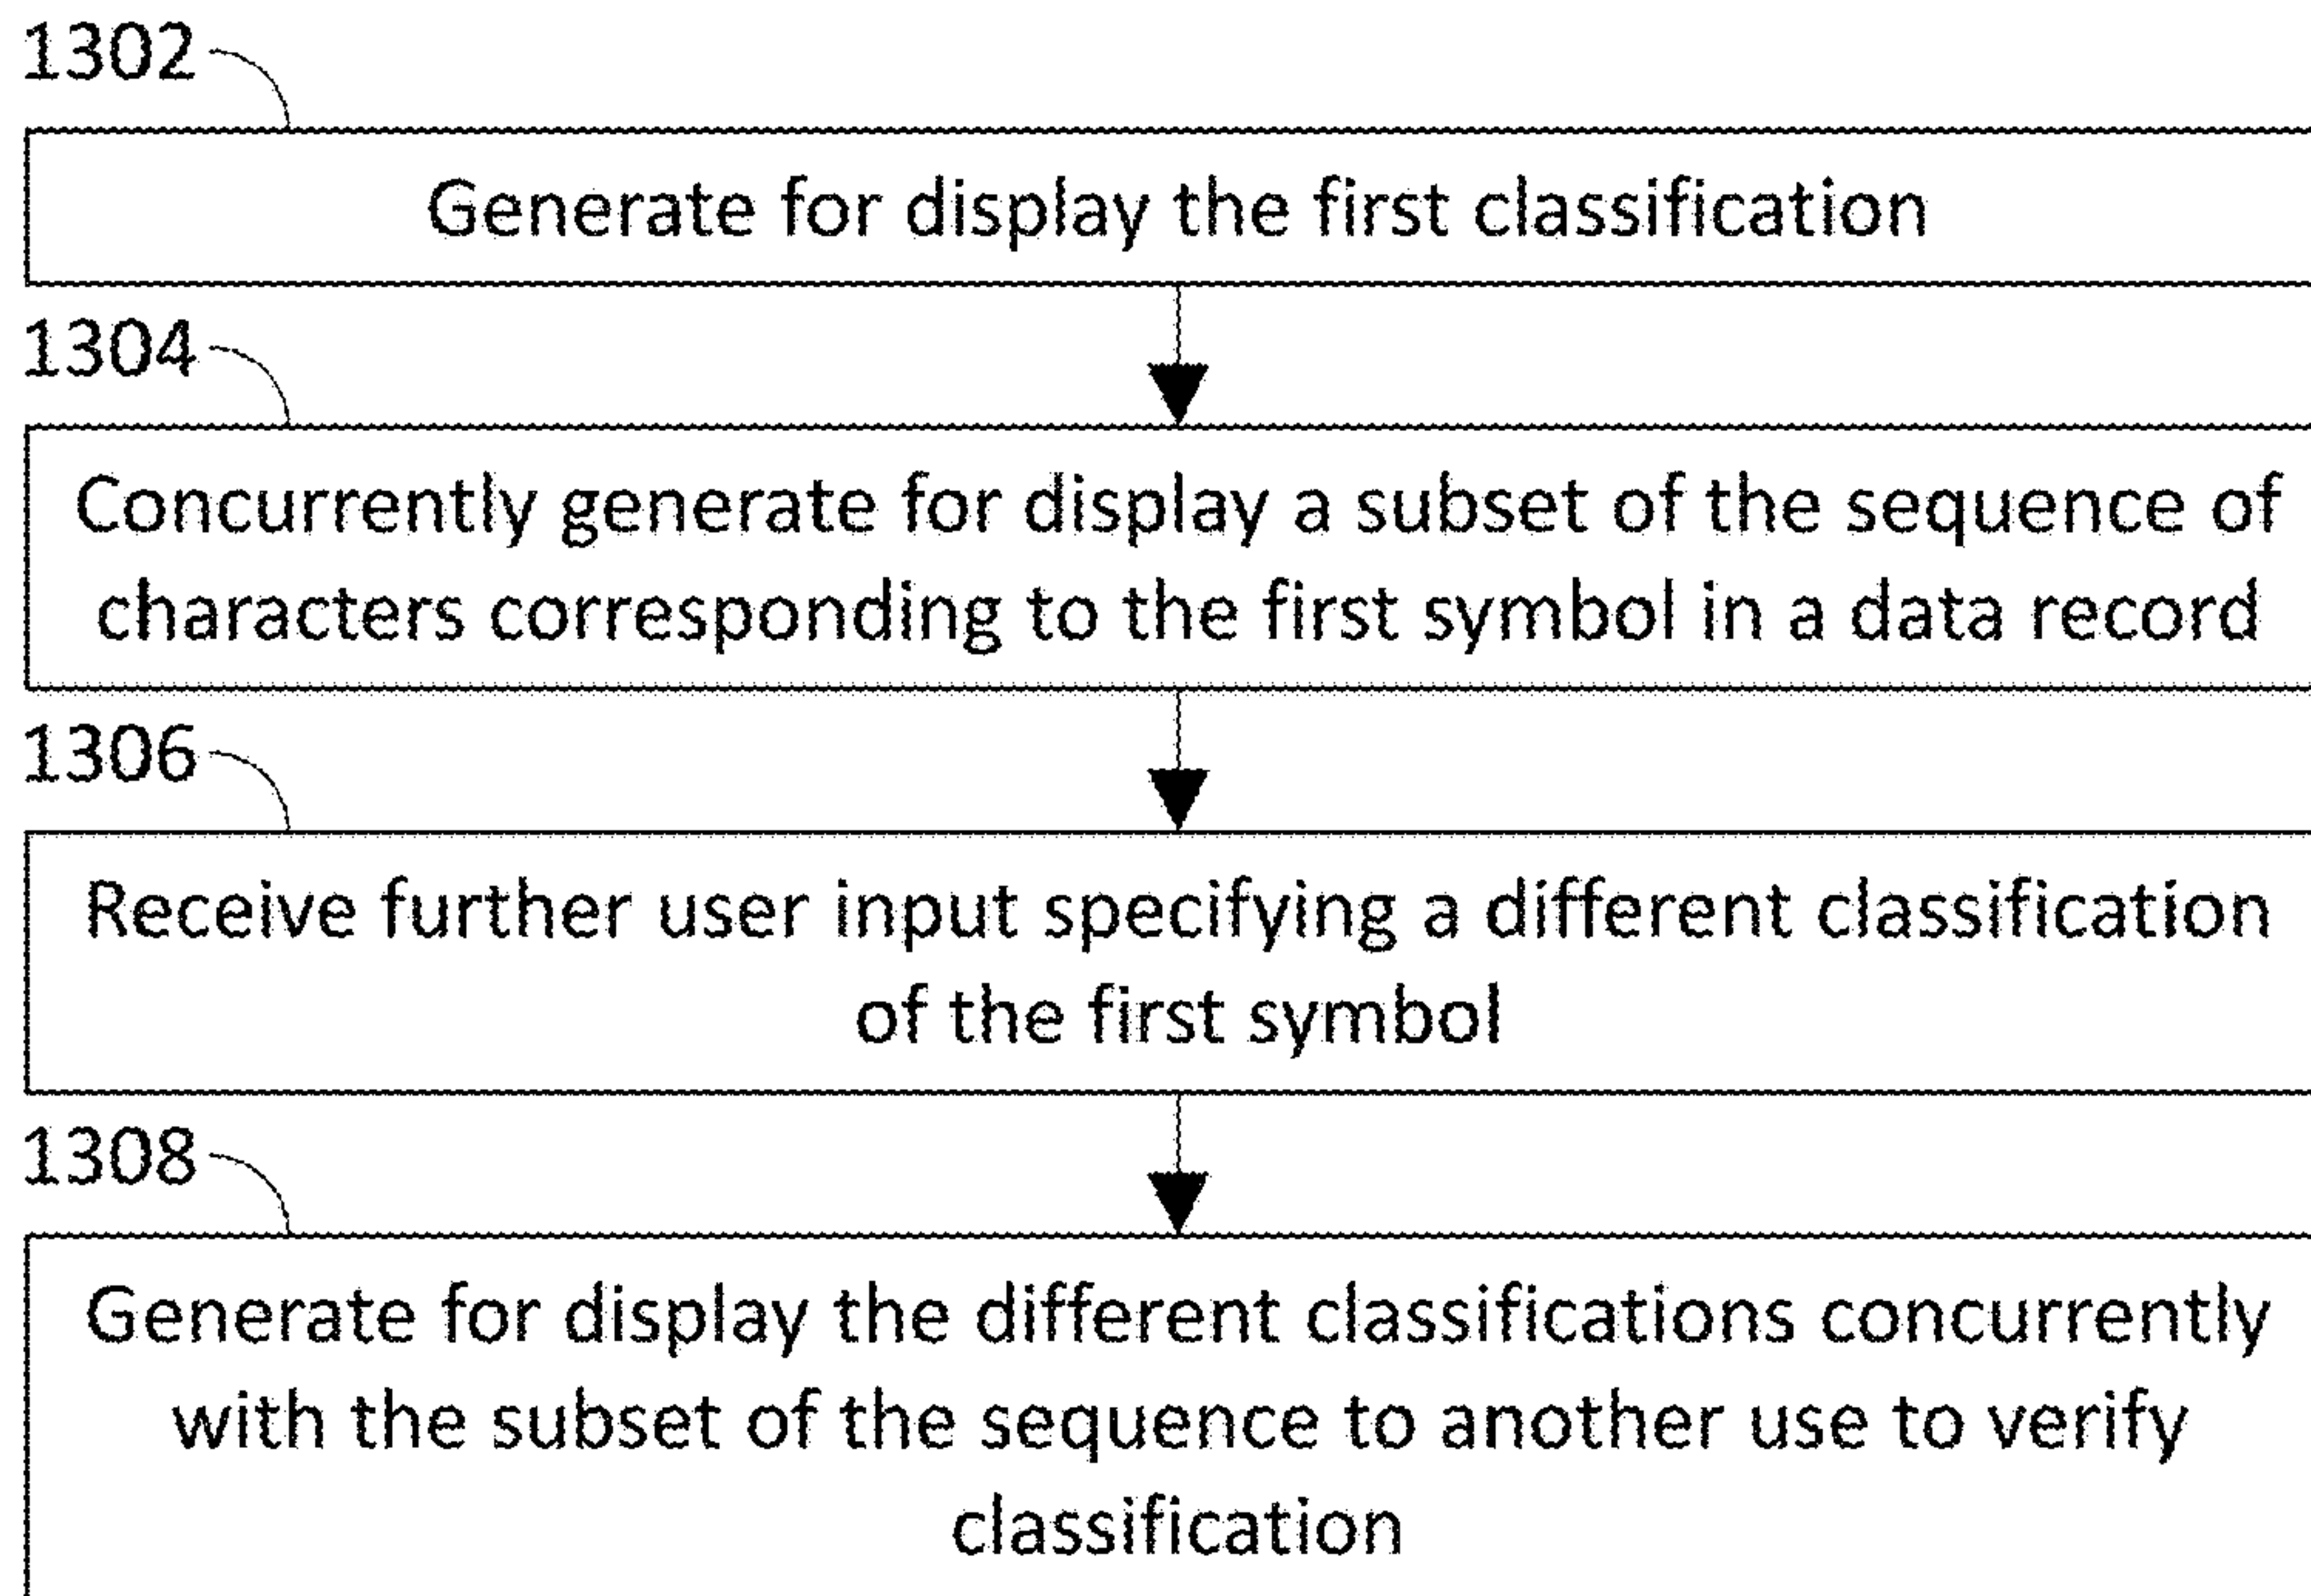 1302
Generate for display the first classification
1304
Concurrently generate for display a subset of the sequence of
characters corresponding to the first symbol in a data record
1306
Receive further user input specifying a different classification
of the first symbol
1308
Generate for display the different classifications concurrently
with the subset of the sequence to another use to verify
classification